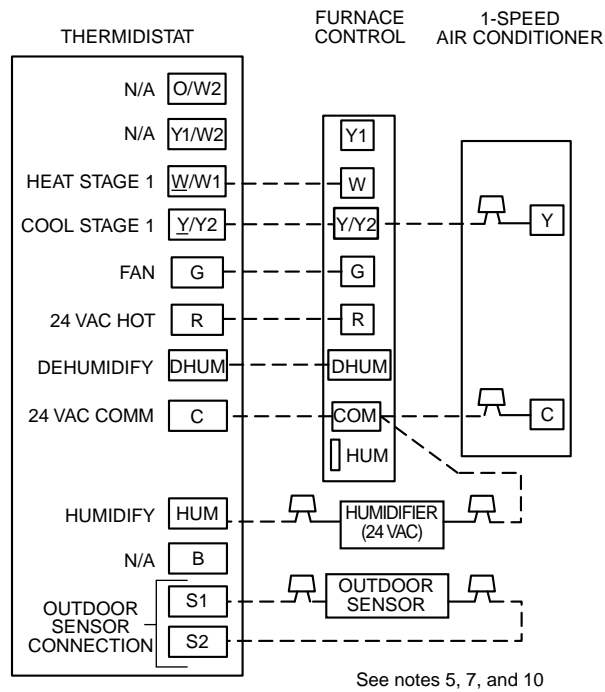 THERMIDISTAT
FURNACE
CONTROL
1-SPEED
AIR CONDITIONER
N/A O/W2
N/A Y1/W2 Y1
HEAT STAGE 1 W/W1 W
COOL STAGE 1 Y/Y2 Y/Y2 Y
FAN G G
24 VAC HOT R R
DEHUMIDIFY DHUM DHUM
24 VAC COMM C COM C
HUM
HUMIDIFY HUM HUMIDIFIER
(24 VAC)
N/A B
OUTDOOR
SENSOR
CONNECTION
S1
S2
OUTDOOR
SENSOR
See notes 5, 7, and 10